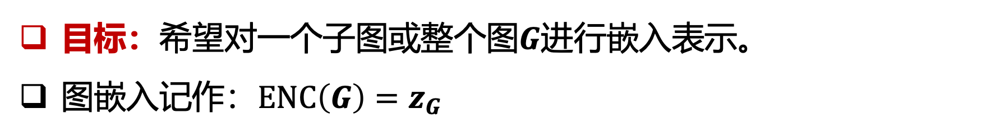 ❑ 目标：希望对一个子图或整个图G进行嵌入表示。
❑ 图嵌入记作：ENC(G) = z_G